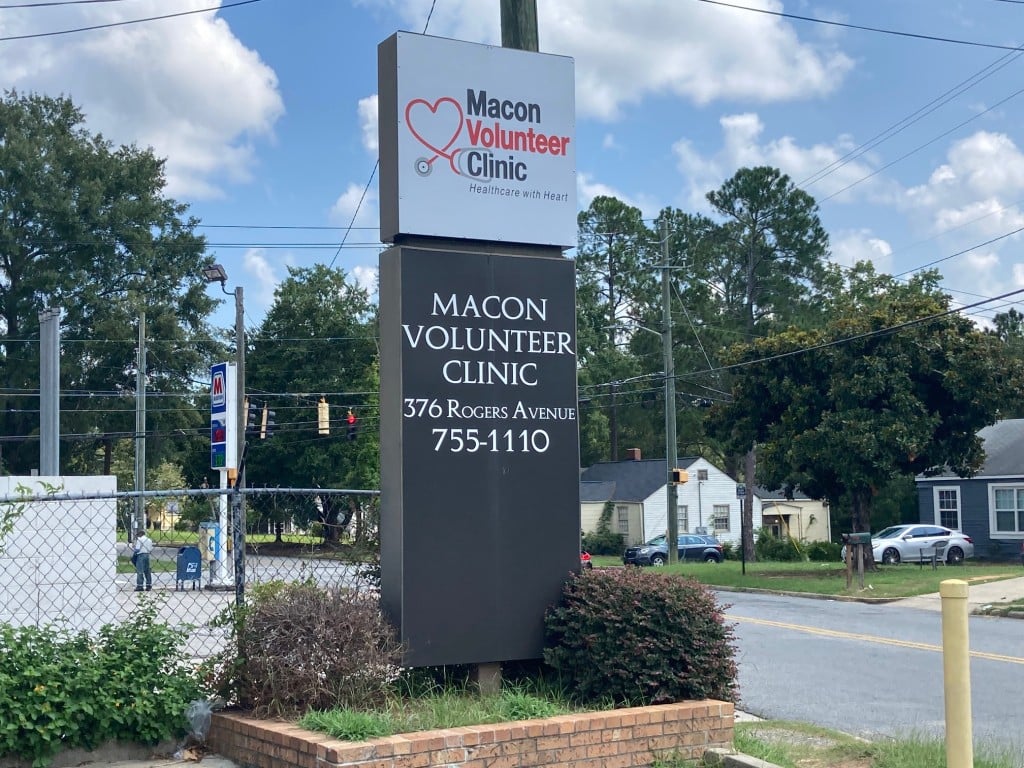 Macon
Volunteer
Clinic
Healthcare with Heart
MACON
VOLUNTEER
CLINIC
376 ROGERS AVENUE
755-1110
M